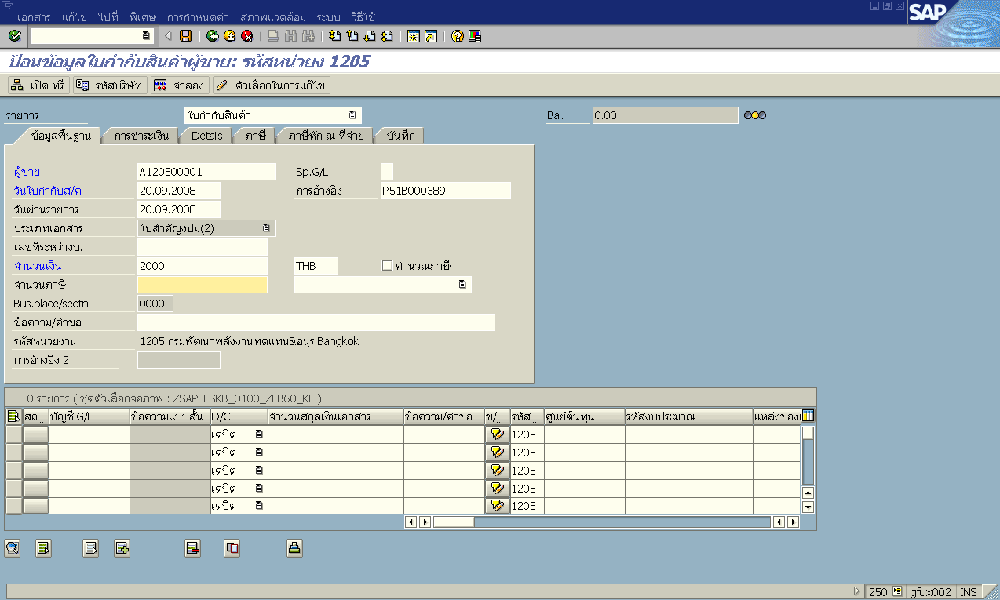 เอกสาร แก้ไข ไปที่ พิเศษ การกำหนดค่า สภาพแวดล้อม ระบบ วิธีใช้
SAP
ป้อนข้อมูลใบกำกับสินค้าผู้ขาย: รหัสหน่วยง 1205
เปิด ทรี รหัสบริษัท จำลอง ตัวเลือกในการแก้ไข
รายการ ใบกำกับสินค้า Bal. 0.00
ข้อมูลพื้นฐาน การชำระเงิน Details ภาษี ภาษีหัก ณ ที่จ่าย บันทึก
ผู้ขาย A120500001 Sp.G/L
วันใบกำกับส/ค 20.09.2008 การอ้างอิง P51B000389
วันผ่านรายการ 20.09.2008
ประเภทเอกสาร ใบสำคัญงปม(2)
เลขที่ระหว่างบ.
จำนวนเงิน 2000 THB คำนวณภาษี
จำนวนภาษี
Bus.place/sectn 0000
ข้อความ/คำขอ
รหัสหน่วยงาน 1205 กรมพัฒนาพลังงานทดแทน&อนุร Bangkok
การอ้างอิง 2
0 รายการ ( ชุดตัวเลือกจอภาพ : ZSAPLFSKB_0100_ZFB60_KL )
สถ... บัญชี G/L ข้อความแบบสั้น D/C จำนวนสกุลเงินเอกสาร ข้อความ/คำขอ ข/... รหัส... ศูนย์ต้นทุน รหัสงบประมาณ แหล่งของ
เดบิต 1205
เดบิต 1205
เดบิต 1205
เดบิต 1205
เดบิต 1205
250 gfux002 INS